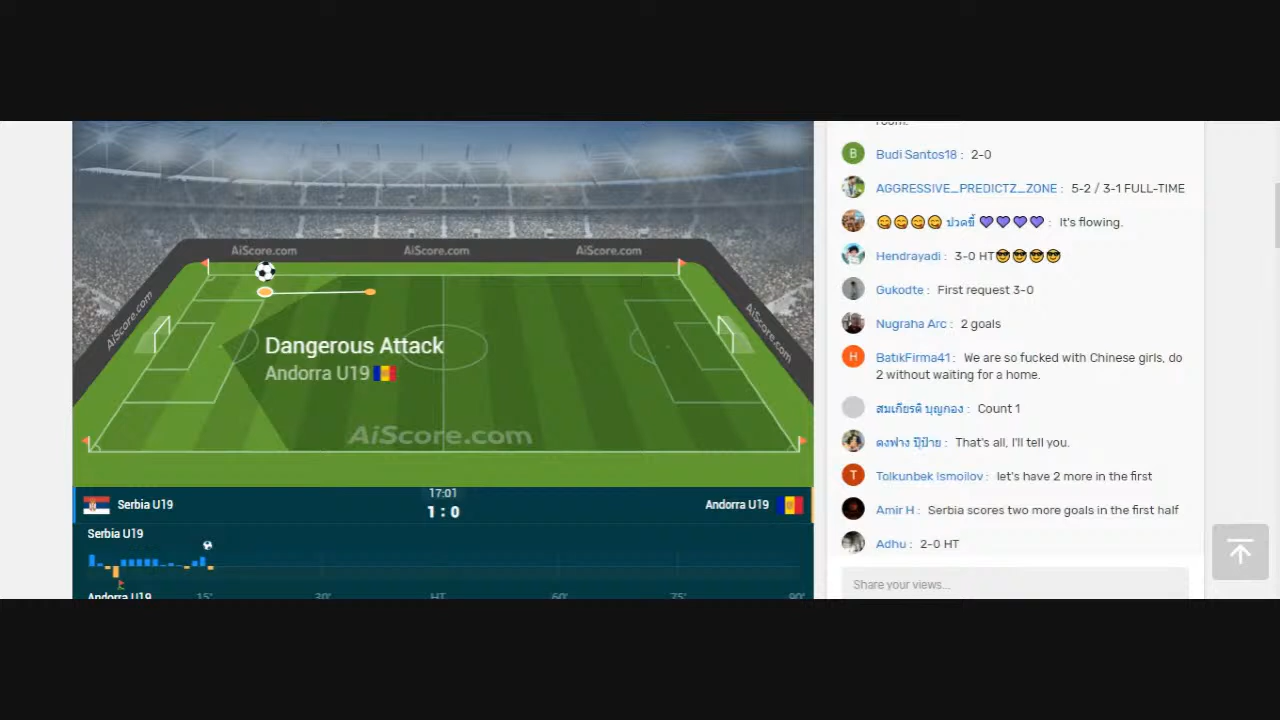 room.
Budi Santos18 : 2-0
AGGRESSIVE_PREDICTZ_ZONE : 5-2 / 3-1 FULL-TIME
😋😋😋😋 ปวดขี้ 💜💜💜💜 : It's flowing.
Hendrayadi : 3-0 HT😎😎😎😎
Gukodte : First request 3-0
Nugraha Arc : 2 goals
H BatıkFirma41 : We are so fucked with Chinese girls, do
2 without waiting for a home.
สมเกียรติ บุญกอง : Count 1
ดงฟาง ปุ๊ป้าย : That's all, I'll tell you.
T Tolkunbek Ismoilov : let's have 2 more in the first
Amir H : Serbia scores two more goals in the first half
Adhu : 2-0 HT
Share your views...
B
AiScore.com AiScore.com AiScore.com
AiScore.com
AiScore.com
Dangerous Attack
Andorra U19
AiScore.com
17:01
Serbia U19 1 : 0 Andorra U19
Serbia U19
Andorra U19 15' 30' HT 60' 75' 90'